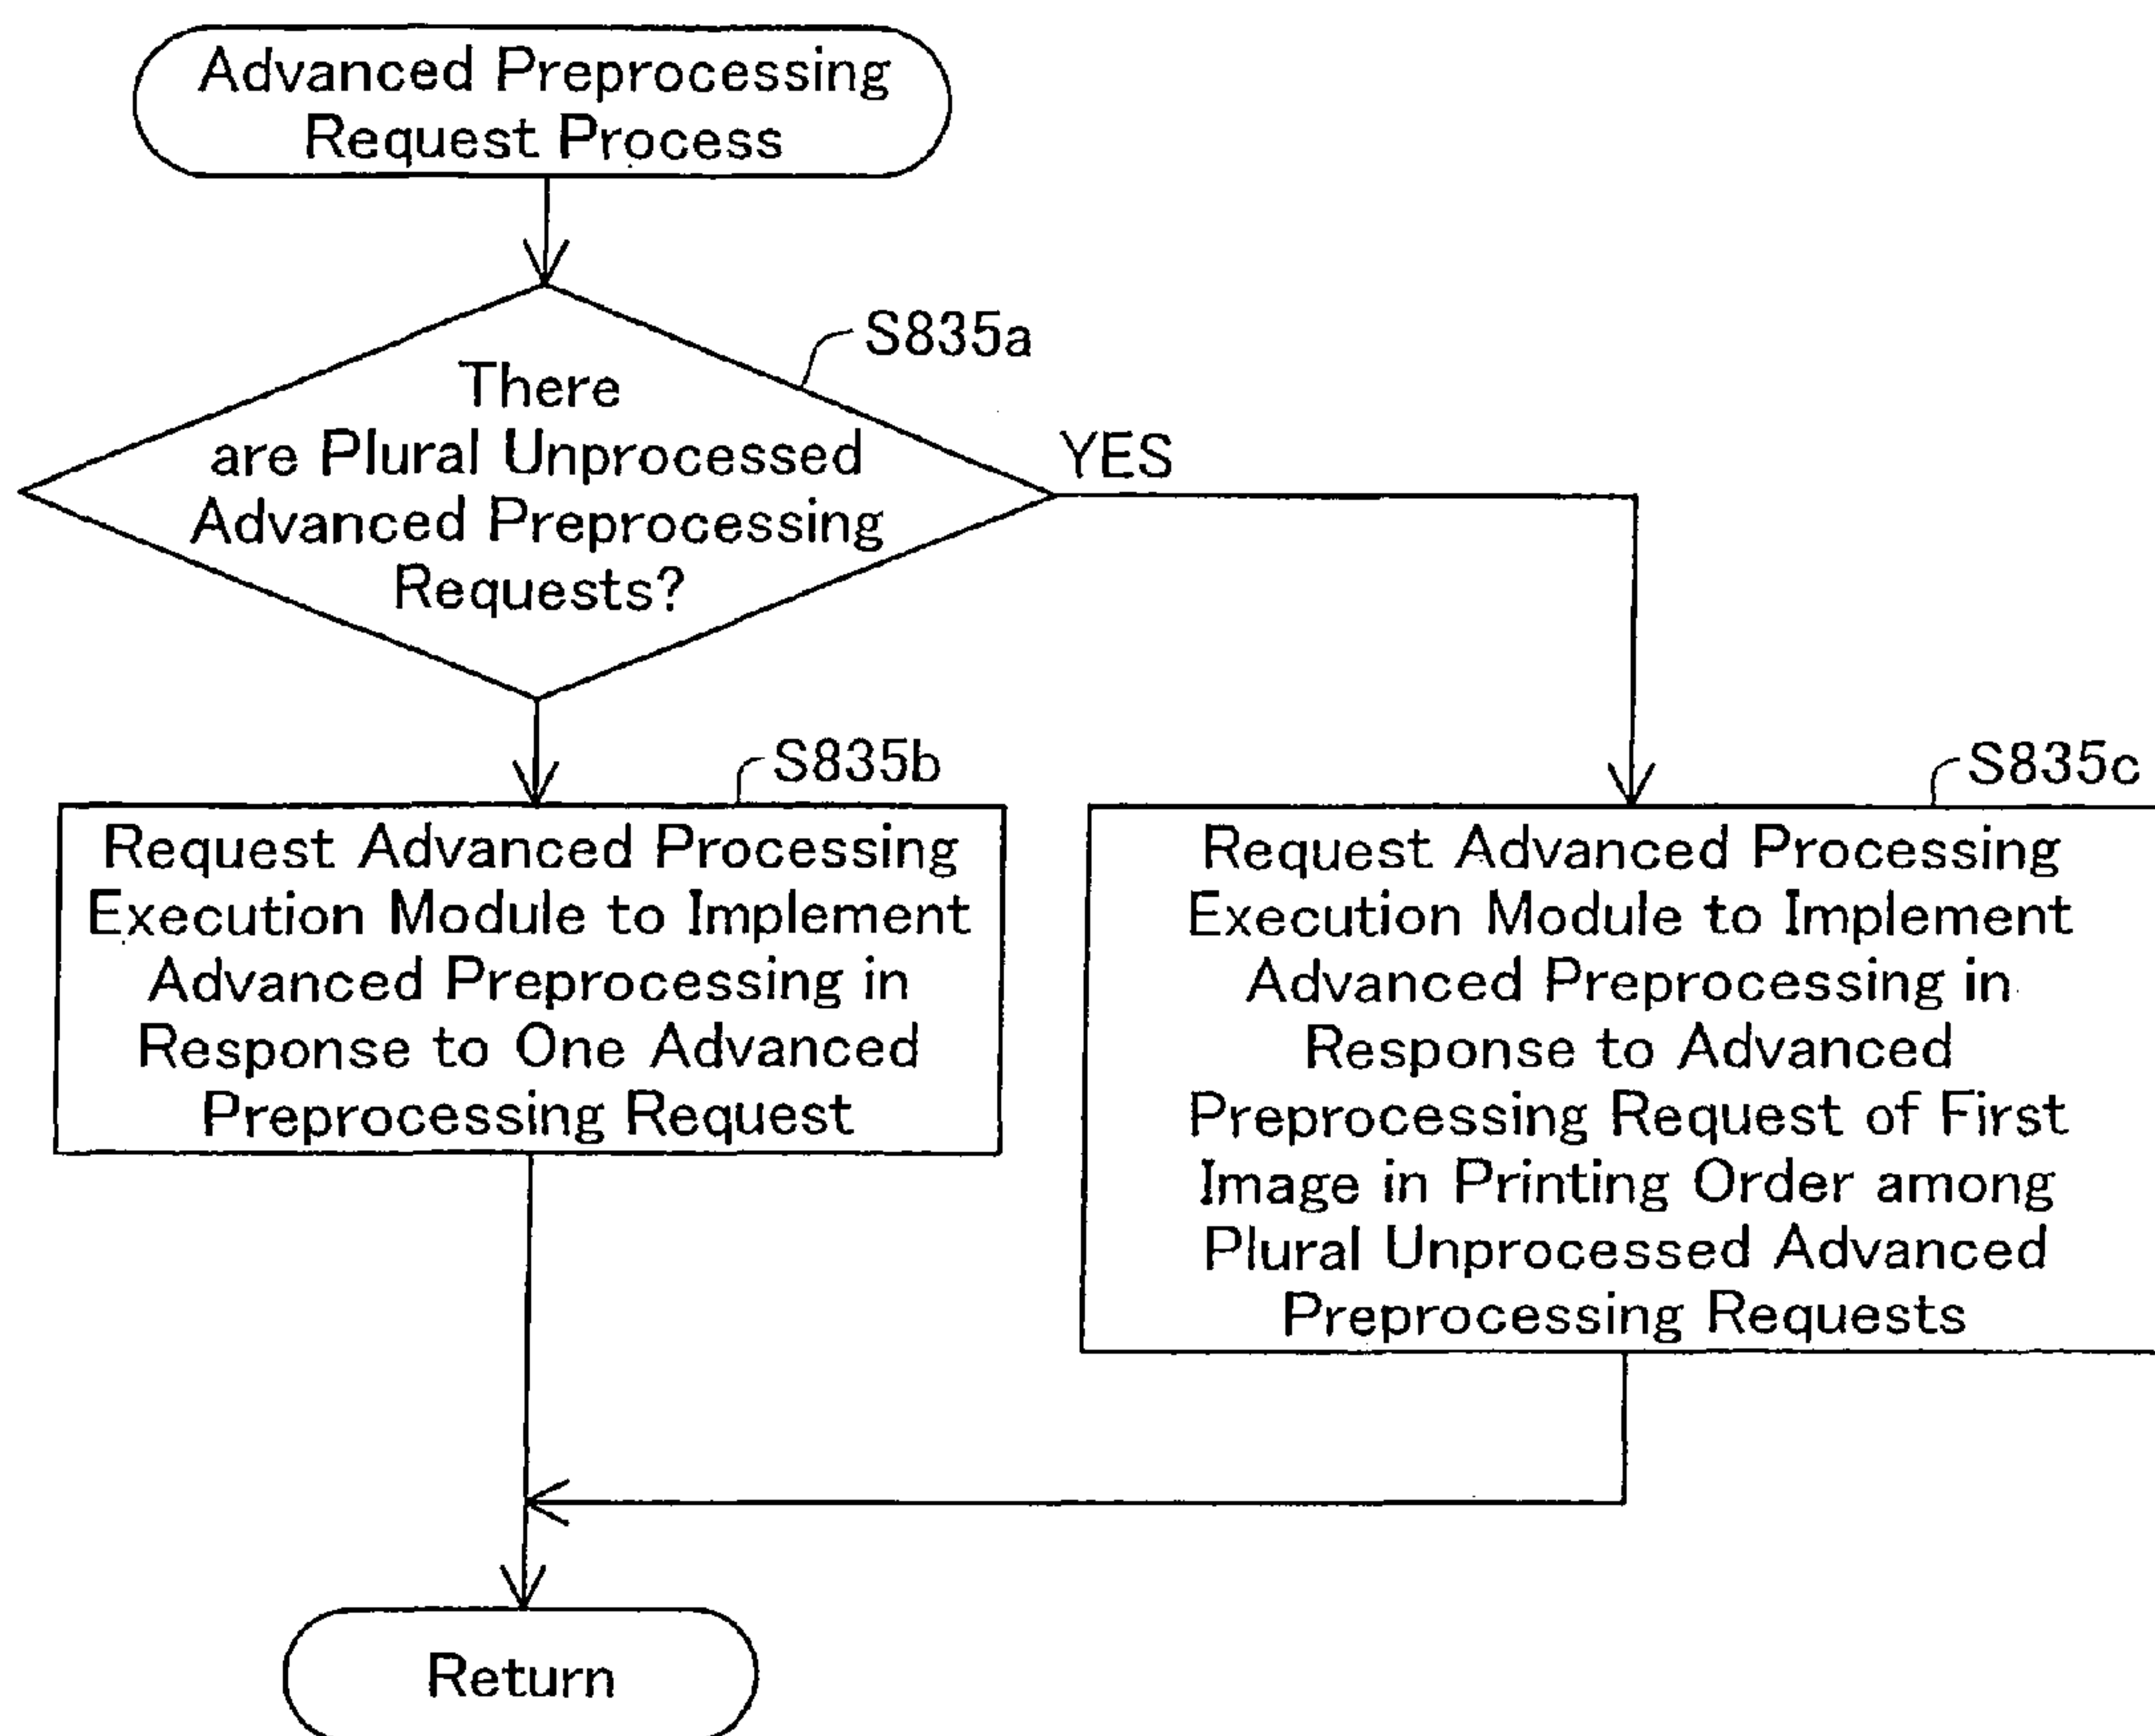 Advanced Preprocessing
Request Process
S835a
There
are Plural Unprocessed
Advanced Preprocessing
Requests?
YES
S835b
Request Advanced Processing
Execution Module to Implement
Advanced Preprocessing in
Response to One Advanced
Preprocessing Request
S835c
Request Advanced Processing
Execution Module to Implement
Advanced Preprocessing in
Response to Advanced
Preprocessing Request of First
Image in Printing Order among
Plural Unprocessed Advanced
Preprocessing Requests
Return